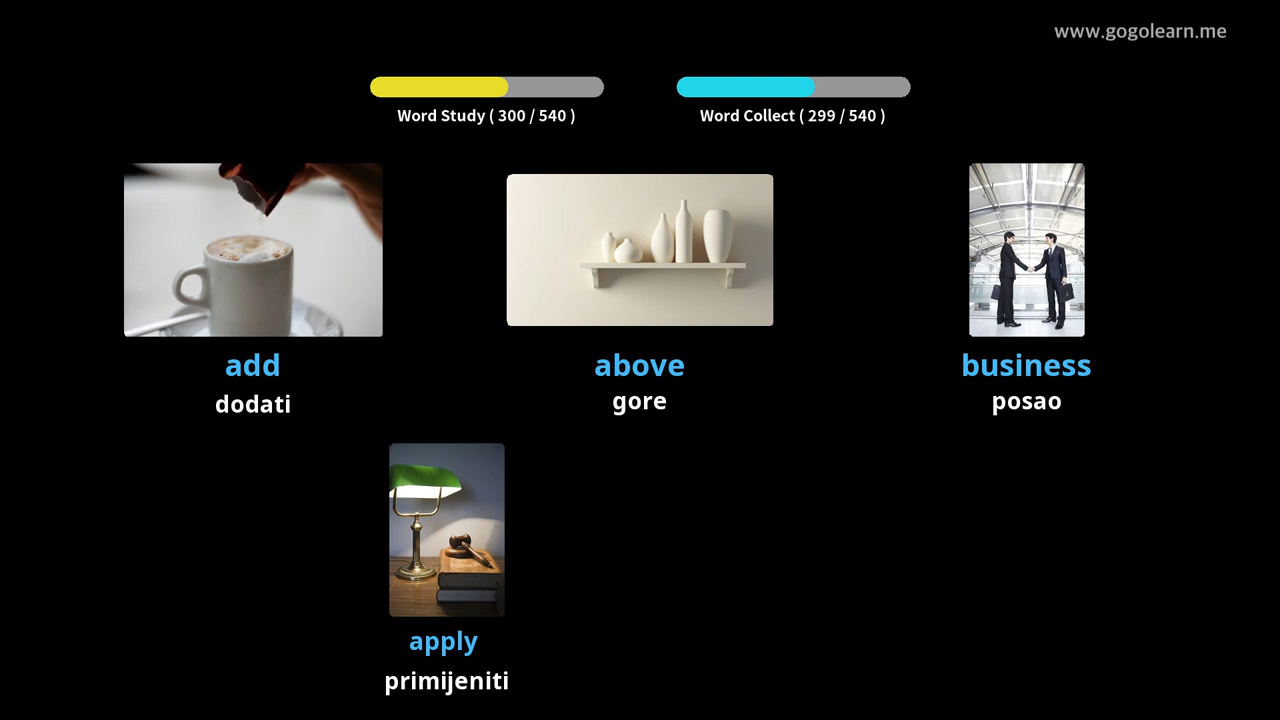 www.gogolearn.me
Word Study ( 300 / 540 )
Word Collect ( 299 / 540 )
add
dodati
above
gore
business
posao
apply
primijeniti